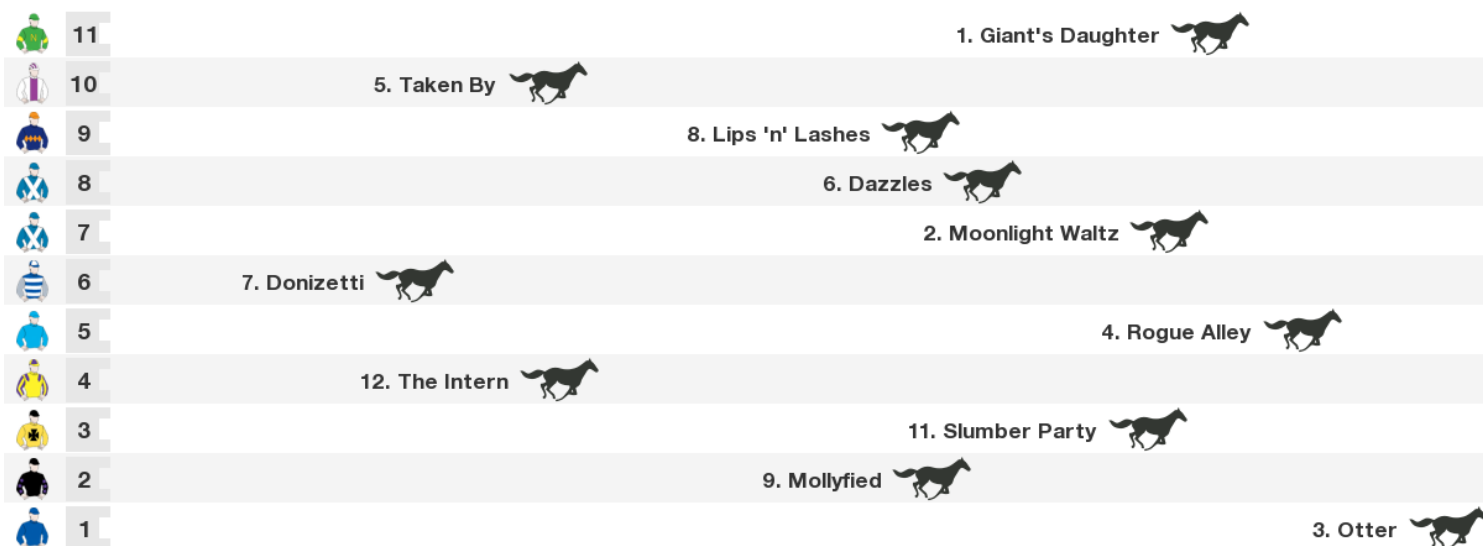 11 1. Giant's Daughter
10 5. Taken By
9 8. Lips 'n' Lashes
8 6. Dazzles
7 2. Moonlight Waltz
6 7. Donizetti
5 4. Rogue Alley
4 12. The Intern
3 11. Slumber Party
2 9. Mollyfied
1 3. Otter